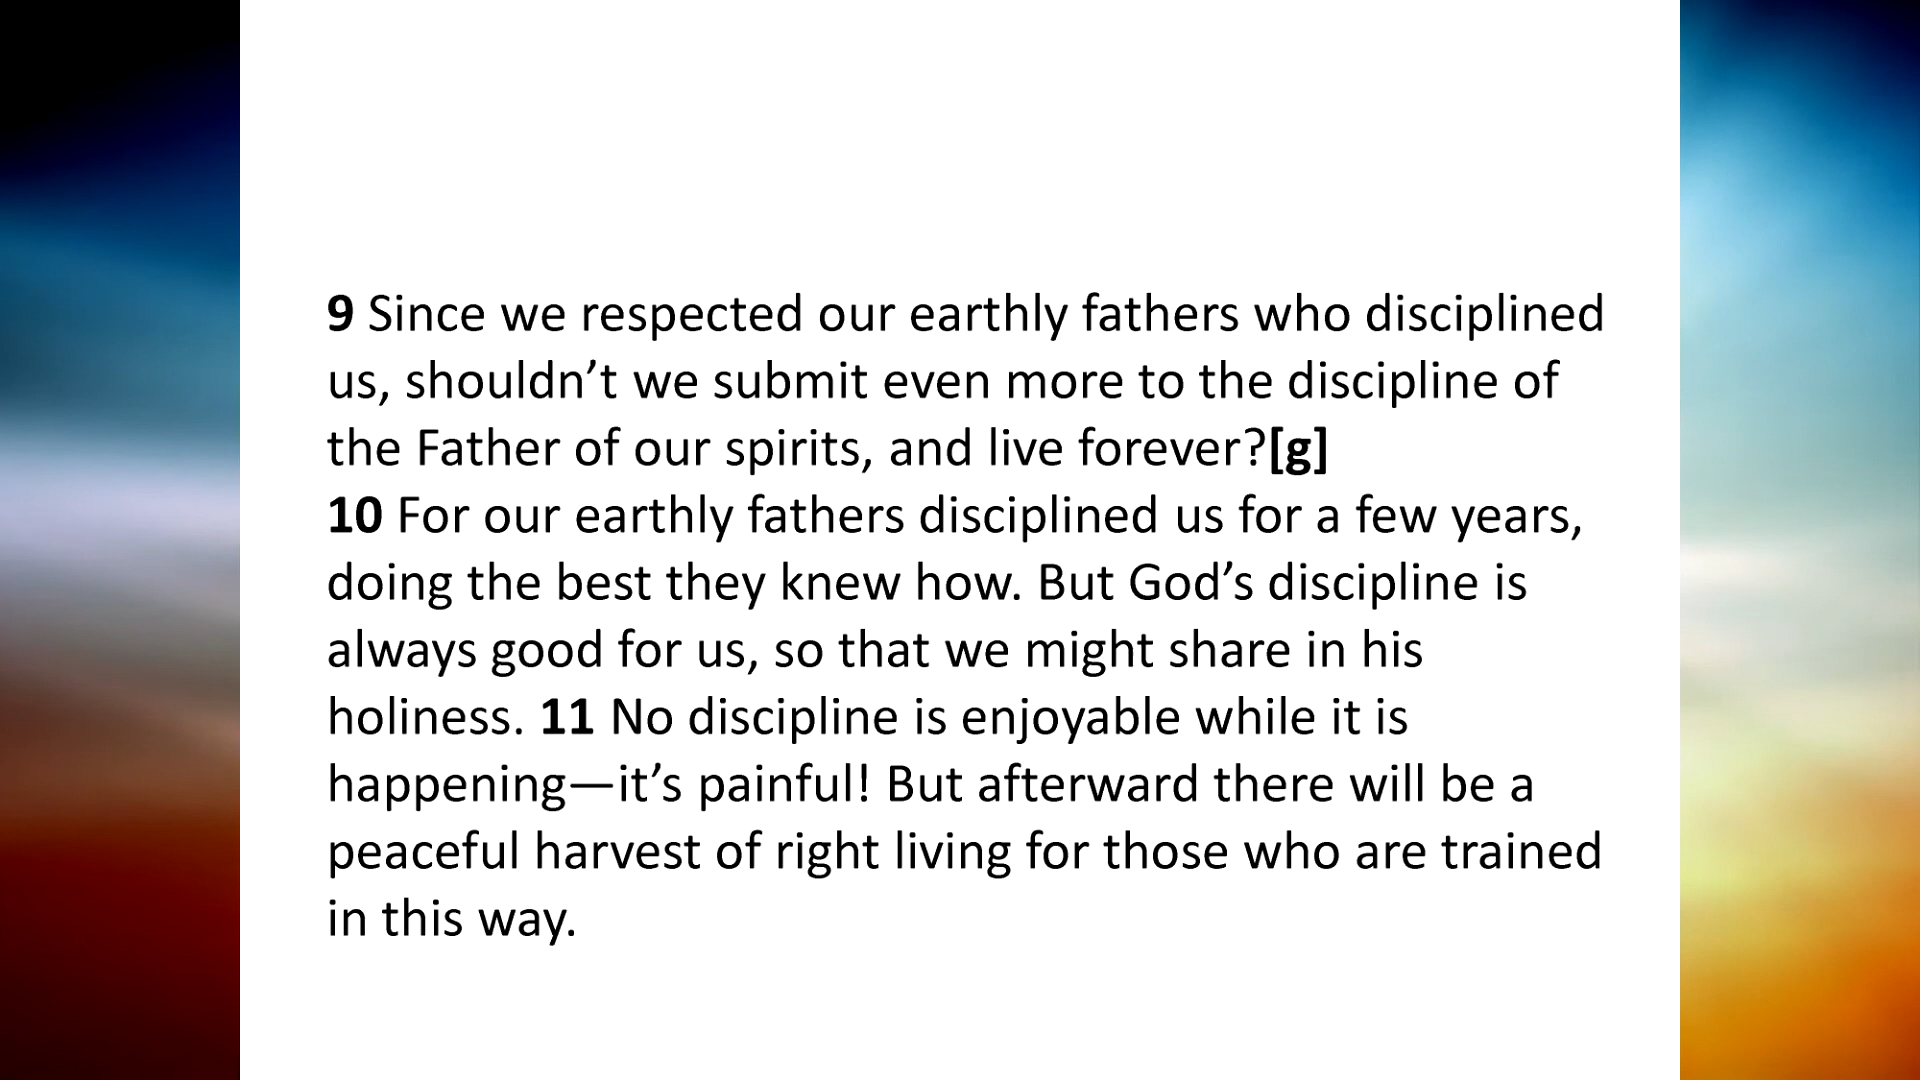 9 Since we respected our earthly fathers who disciplined
us, shouldn’t we submit even more to the discipline of
the Father of our spirits, and live forever?[g]
10 For our earthly fathers disciplined us for a few years,
doing the best they knew how. But God’s discipline is
always good for us, so that we might share in his
holiness. 11 No discipline is enjoyable while it is
happening—it’s painful! But afterward there will be a
peaceful harvest of right living for those who are trained
in this way.